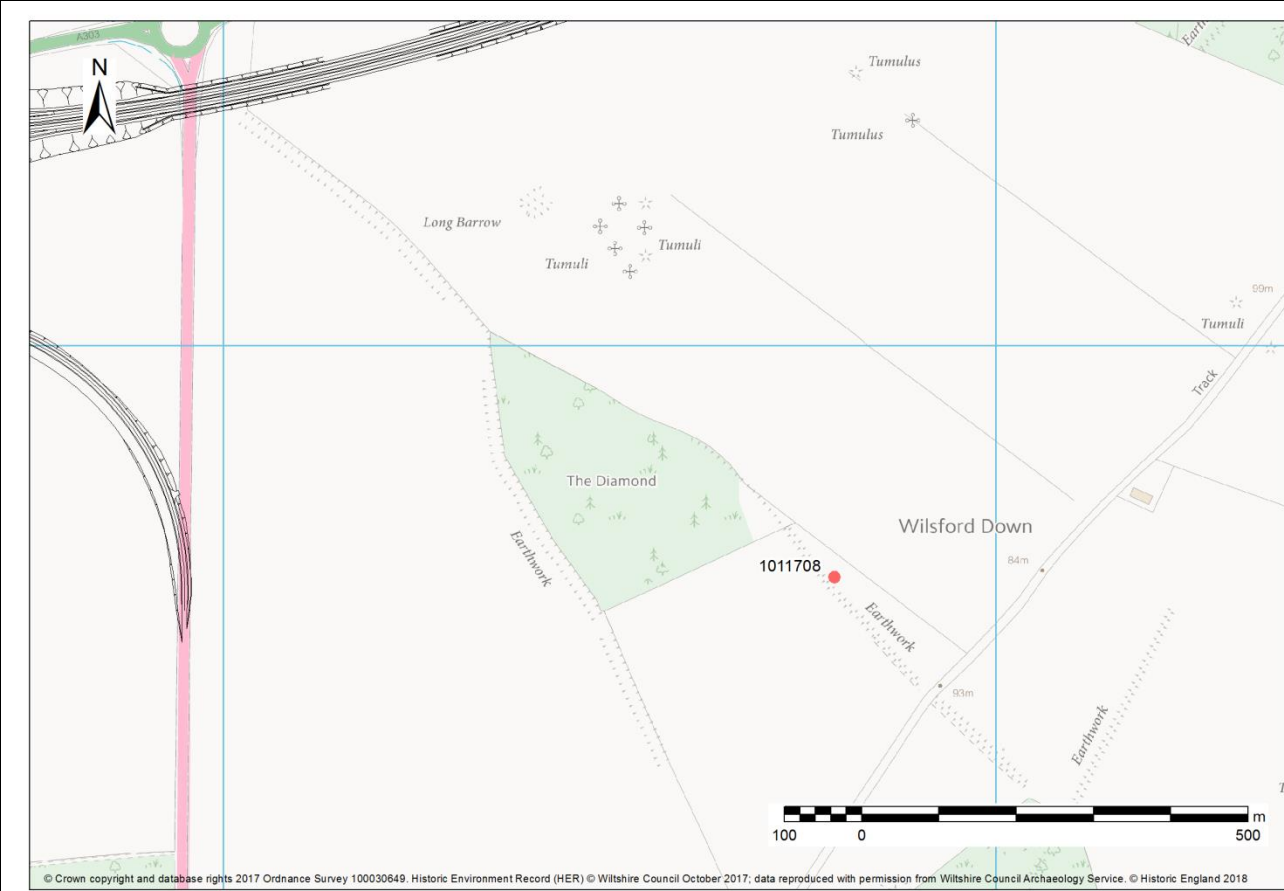 A303
N
Earth
Tumulus
Tumulus
Long Barrow
Tumuli
Tumuli
99m
Tumuli
Track
The Diamond
Wilsford Down
84m
1011708
Earthwork
Earthwork
93m
Earthwork
m
100 0 500
© Crown copyright and database rights 2017 Ordnance Survey 100030649. Historic Environment Record (HER) © Wiltshire Council October 2017; data reproduced with permission from Wiltshire Council Archaeology Service. © Historic England 2018